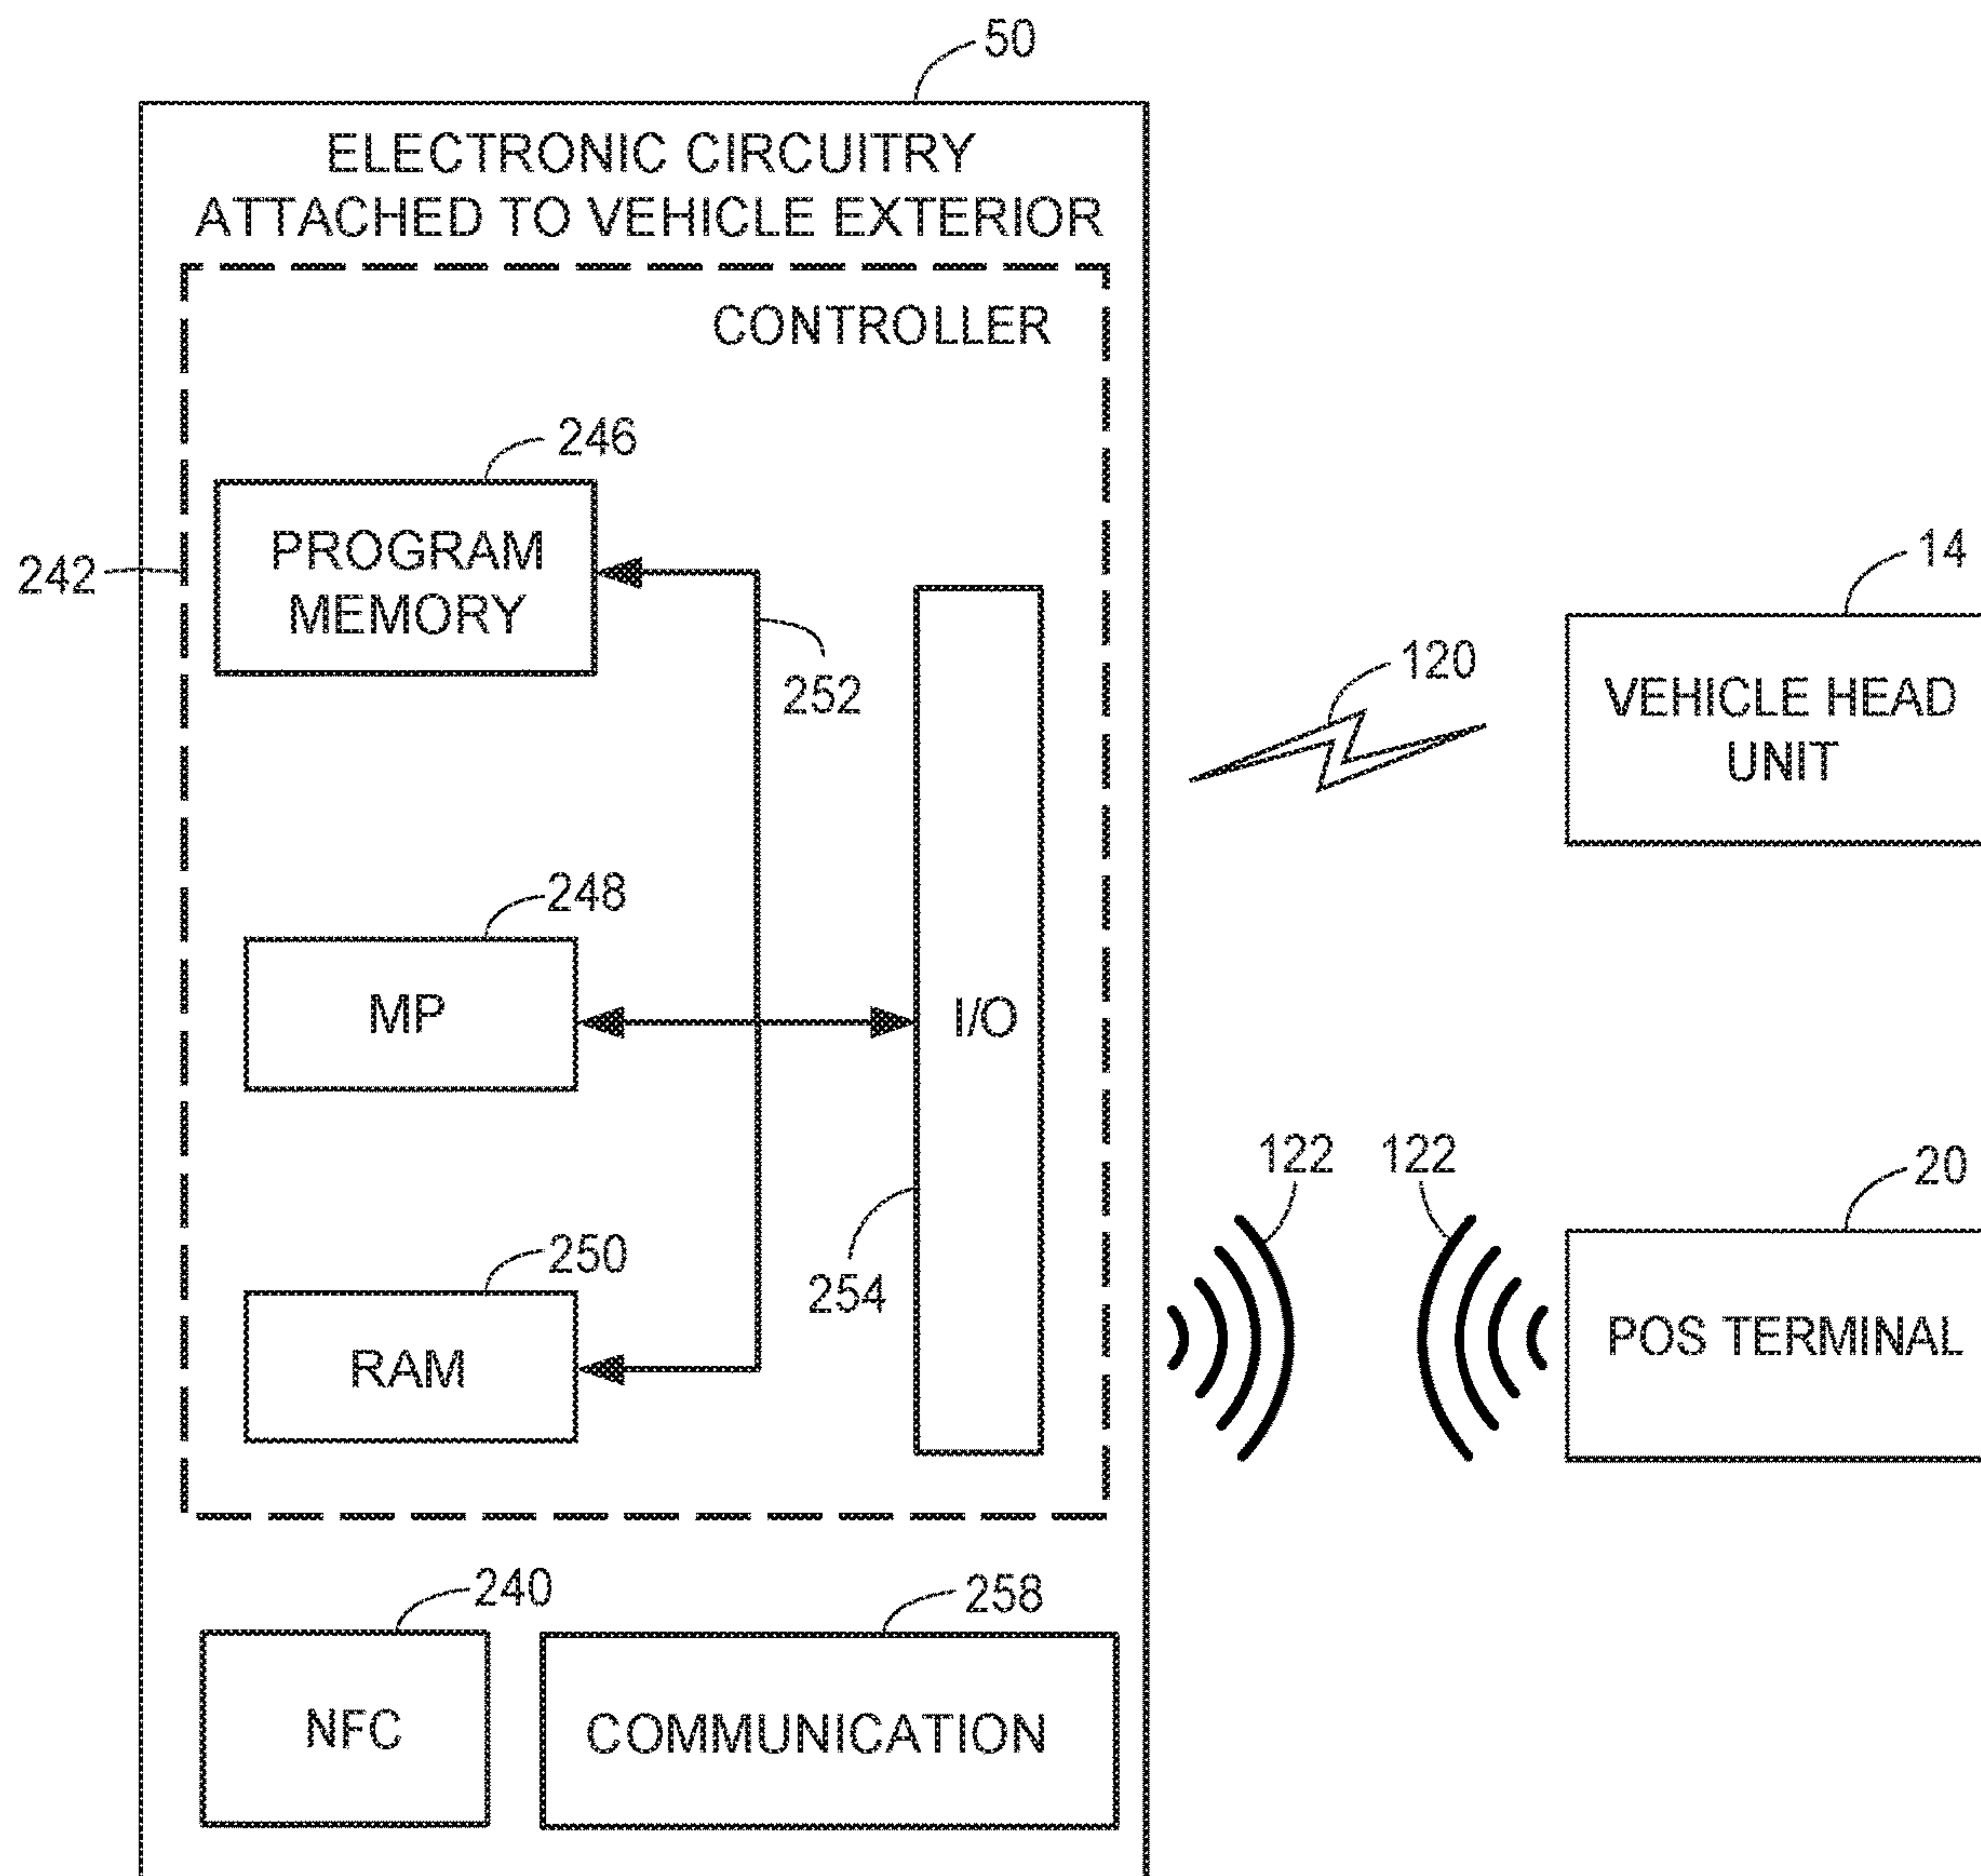 50
ELECTRONIC CIRCUITRY
ATTACHED TO VEHICLE EXTERIOR
CONTROLLER
246
PROGRAM
MEMORY
242
252
14
VEHICLE HEAD
UNIT
120
248
MP
I/O
254
250
RAM
122
122
20
POS TERMINAL
240
NFC
258
COMMUNICATION